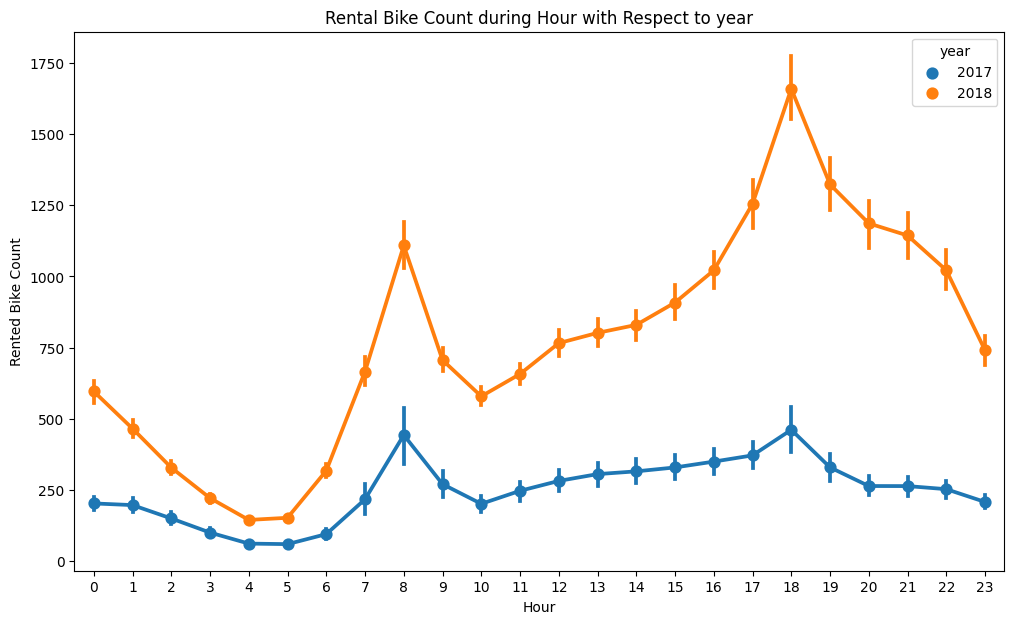 Rental Bike Count during Hour with Respect to year
year
2017
2018
Rented Bike Count
1750
1500
1250
1000
750
500
250
0
0 1 2 3 4 5 6 7 8 9 10 11 12 13 14 15 16 17 18 19 20 21 22 23
Hour